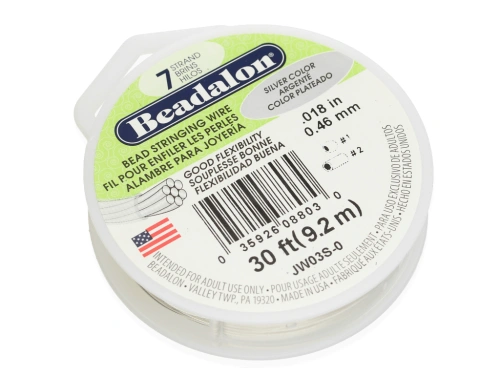 7 STRAND
BRINS
HILOS
Beadalon®
SILVER COLOR
ARGENTE
COLOR PLATEADO
BEAD STRINGING WIRE
FIL POUR ENFILER LES PERLES
ALAMBRE PARA JOYERÍA
GOOD FLEXIBILITY
SOUPLESSE BONNE
FLEXIBILIDAD BUENA
.018 in
0.46 mm
#1
#2
0 35926 08803 0
30 ft(9.2 m)
JW03S-0
INTENDED FOR ADULT USE ONLY • POUR USAGE ADULTE SEULEMENT • PARA USO EXCLUSIVO DE ADULTOS
BEADALON • VALLEY TWP., PA 19320 • MADE IN USA • FABRIQUÉ AUX ÉTATS-UNIS • HECHO EN ESTADOS UNIDOS